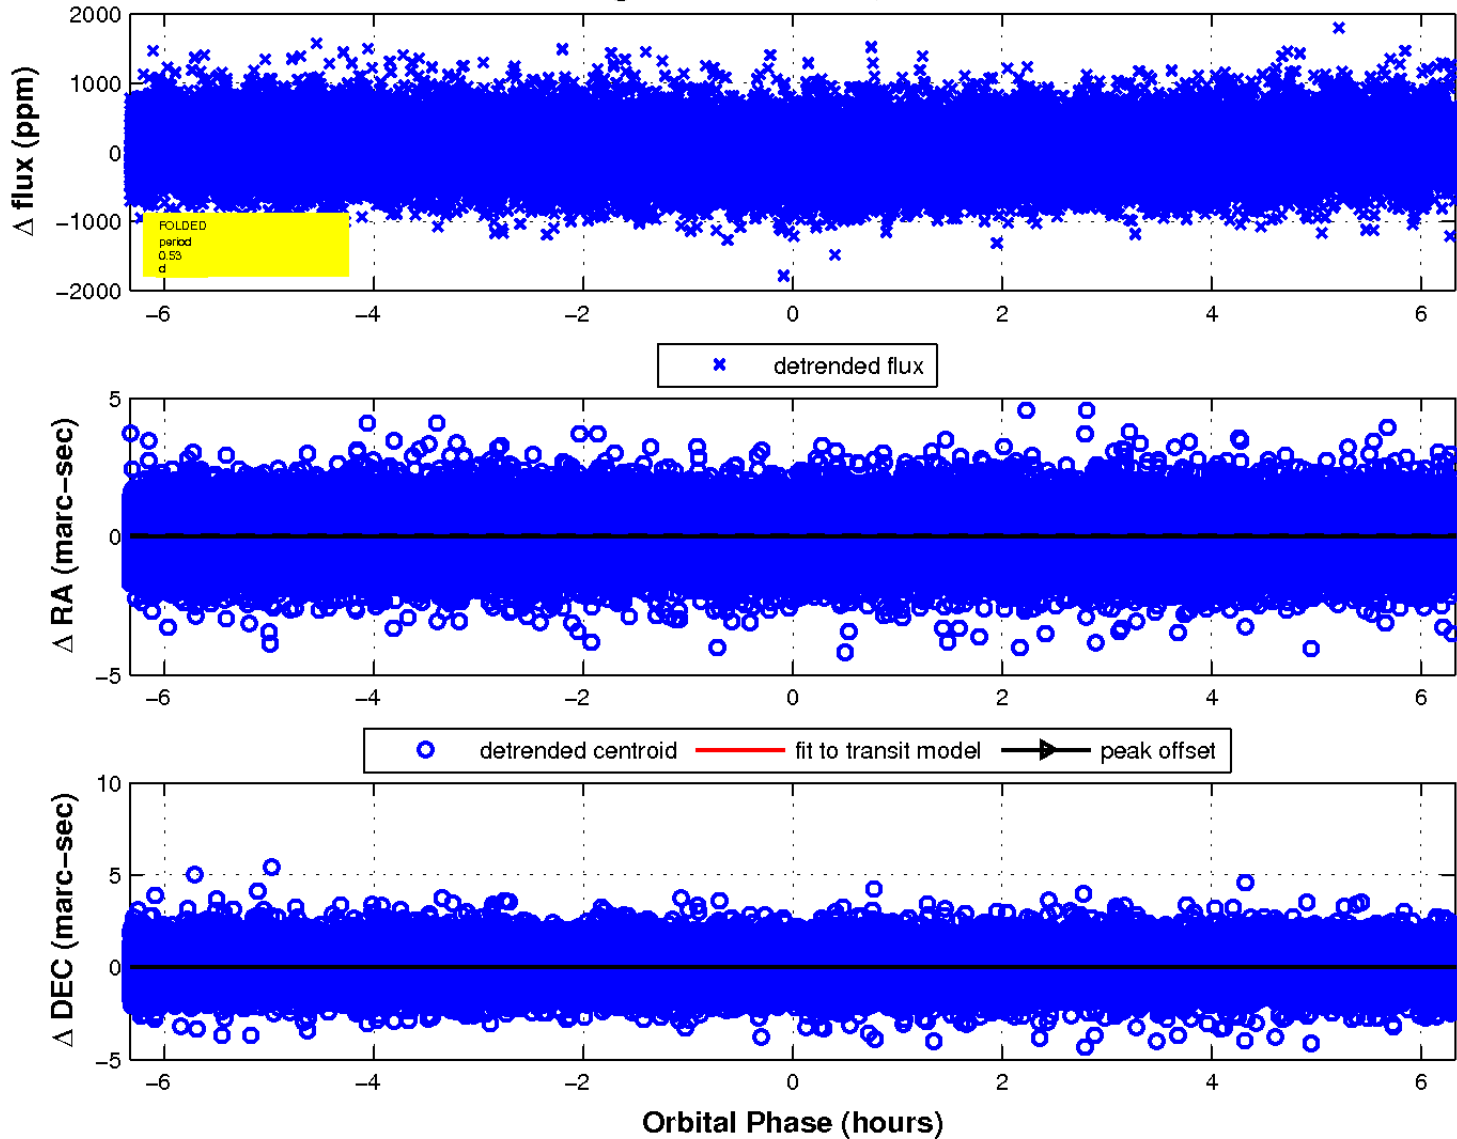 2000
1000
0
−1000
−2000
Δ flux (ppm)
FOLDED
period
0.53
d
−6 −4 −2 0 2 4 6
detrended flux
5
0
−5
Δ RA (marc−sec)
−6 −4 −2 0 2 4 6
detrended centroid fit to transit model peak offset
10
5
0
−5
Δ DEC (marc−sec)
−6 −4 −2 0 2 4 6
Orbital Phase (hours)